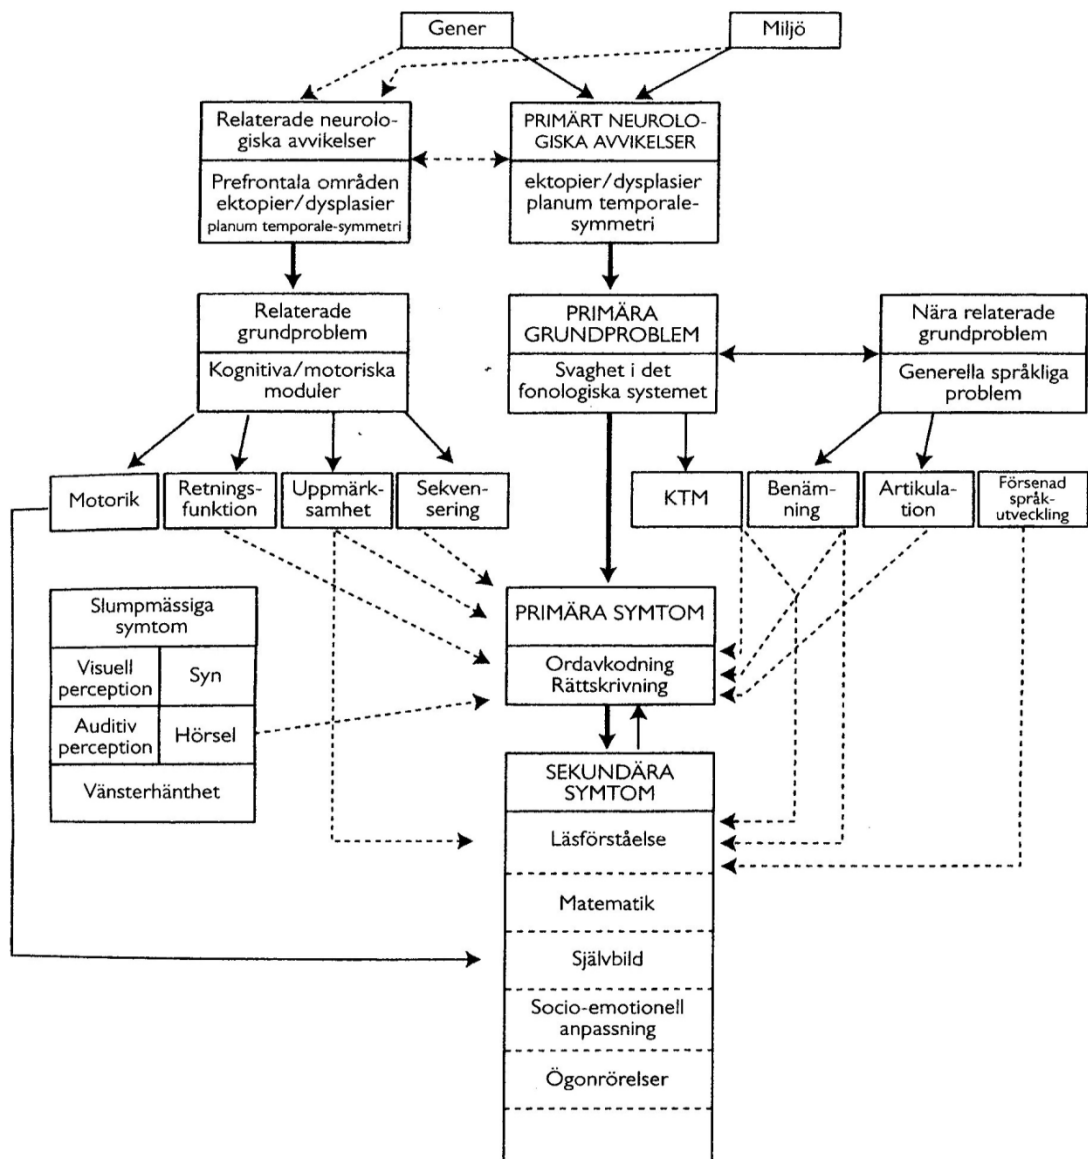 Gener
Miljö
Relaterade neurolo-
giska avvikelser
Prefrontala områden
ektopier/dysplasier
planum temporale-symmetri
PRIMÄRT NEUROLO-
GISKA AVVIKELSER
ektopier/dysplasier
planum temporale-
symmetri
Relaterade
grundproblem
Kognitiva/motoriska
moduler
PRIMÄRA
GRUNDPROBLEM
Svaghet i det
fonologiska systemet
Nära relaterade
grundproblem
Generella språkliga
problem
Motorik
Retnings-
funktion
Uppmärk-
samhet
Sekven-
sering
KTM
Benäm-
ning
Artikula-
tion
Försenad
språk-
utveckling
Slumpmässiga
symtom
Visuell
perception
Syn
Auditiv
perception
Hörsel
Vänsterhänthet
PRIMÄRA SYMTOM
Ordavkodning
Rättskrivning
SEKUNDÄRA
SYMTOM
Läsförståelse
Matematik
Självbild
Socio-emotionell
anpassning
Ögonrörelser